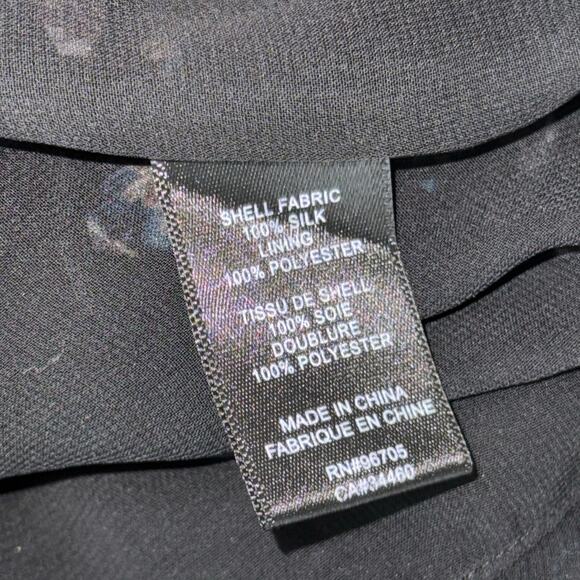 SHELL FABRIC
100% SILK
LINING
100% POLYESTER
TISSU DE SHELL
100% SOIE
DOUBLURE
100% POLYESTER
MADE IN CHINA
FABRIQUE EN CHINE
RN#96705
CA#34460